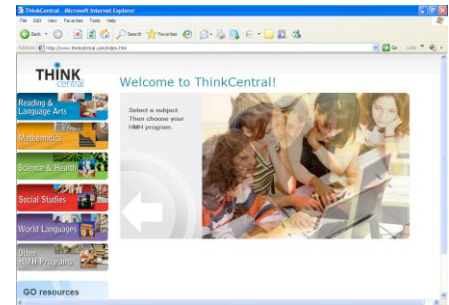 ThinkCentral - Microsoft Internet Explorer
File Edit View Favorites Tools Help
Back Search Favorites
Address http://www.thinkcentral.com/index.htm Go Links
THINK
central
Welcome to ThinkCentral!
Select a subject.
Then choose your
HMH program.
Reading &
Language Arts
Mathematics
Science & Health
Social Studies
World Languages
Other
HMH Programs
GO resources